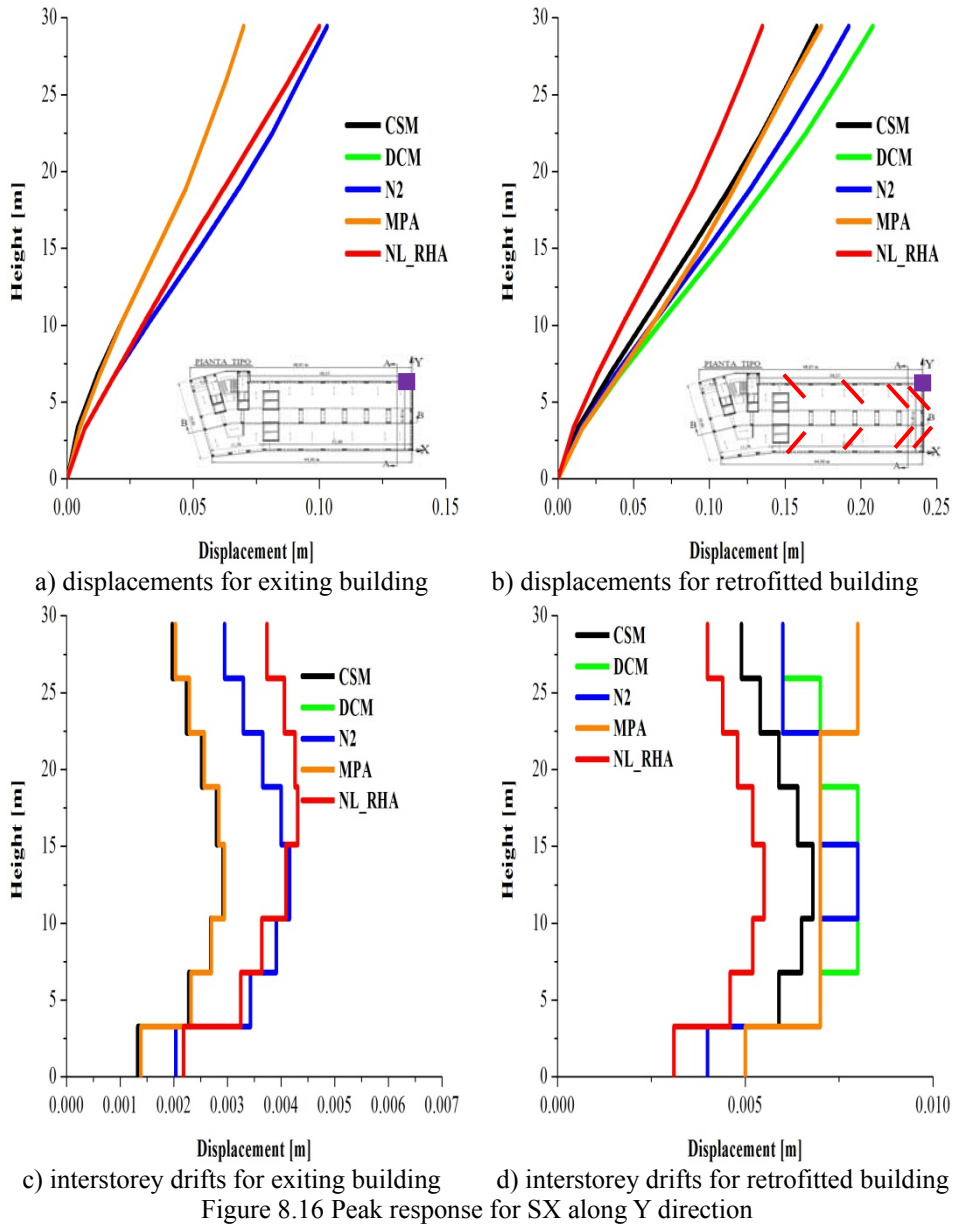 30
25
20
15
10
5
0
Height [m]
CSM
DCM
N2
MPA
NL_RHA
PIANTA TIPO
A
Y
B
B
X
A
0.00 0.05 0.10 0.15
Displacement [m]
a) displacements for exiting building
30
25
20
15
10
5
0
Height [m]
CSM
DCM
N2
MPA
NL_RHA
PIANTA TIPO
A
Y
B
B
X
A
0.00 0.05 0.10 0.15 0.20 0.25
Displacement [m]
b) displacements for retrofitted building
30
25
20
15
10
5
0
Height [m]
CSM
DCM
N2
MPA
NL_RHA
0.000 0.001 0.002 0.003 0.004 0.005 0.006 0.007
Displacement [m]
c) interstorey drifts for exiting building
30
25
20
15
10
5
0
Height [m]
CSM
DCM
N2
MPA
NL_RHA
0.000 0.005 0.010
Displacement [m]
d) interstorey drifts for retrofitted building
Figure 8.16 Peak response for SX along Y direction